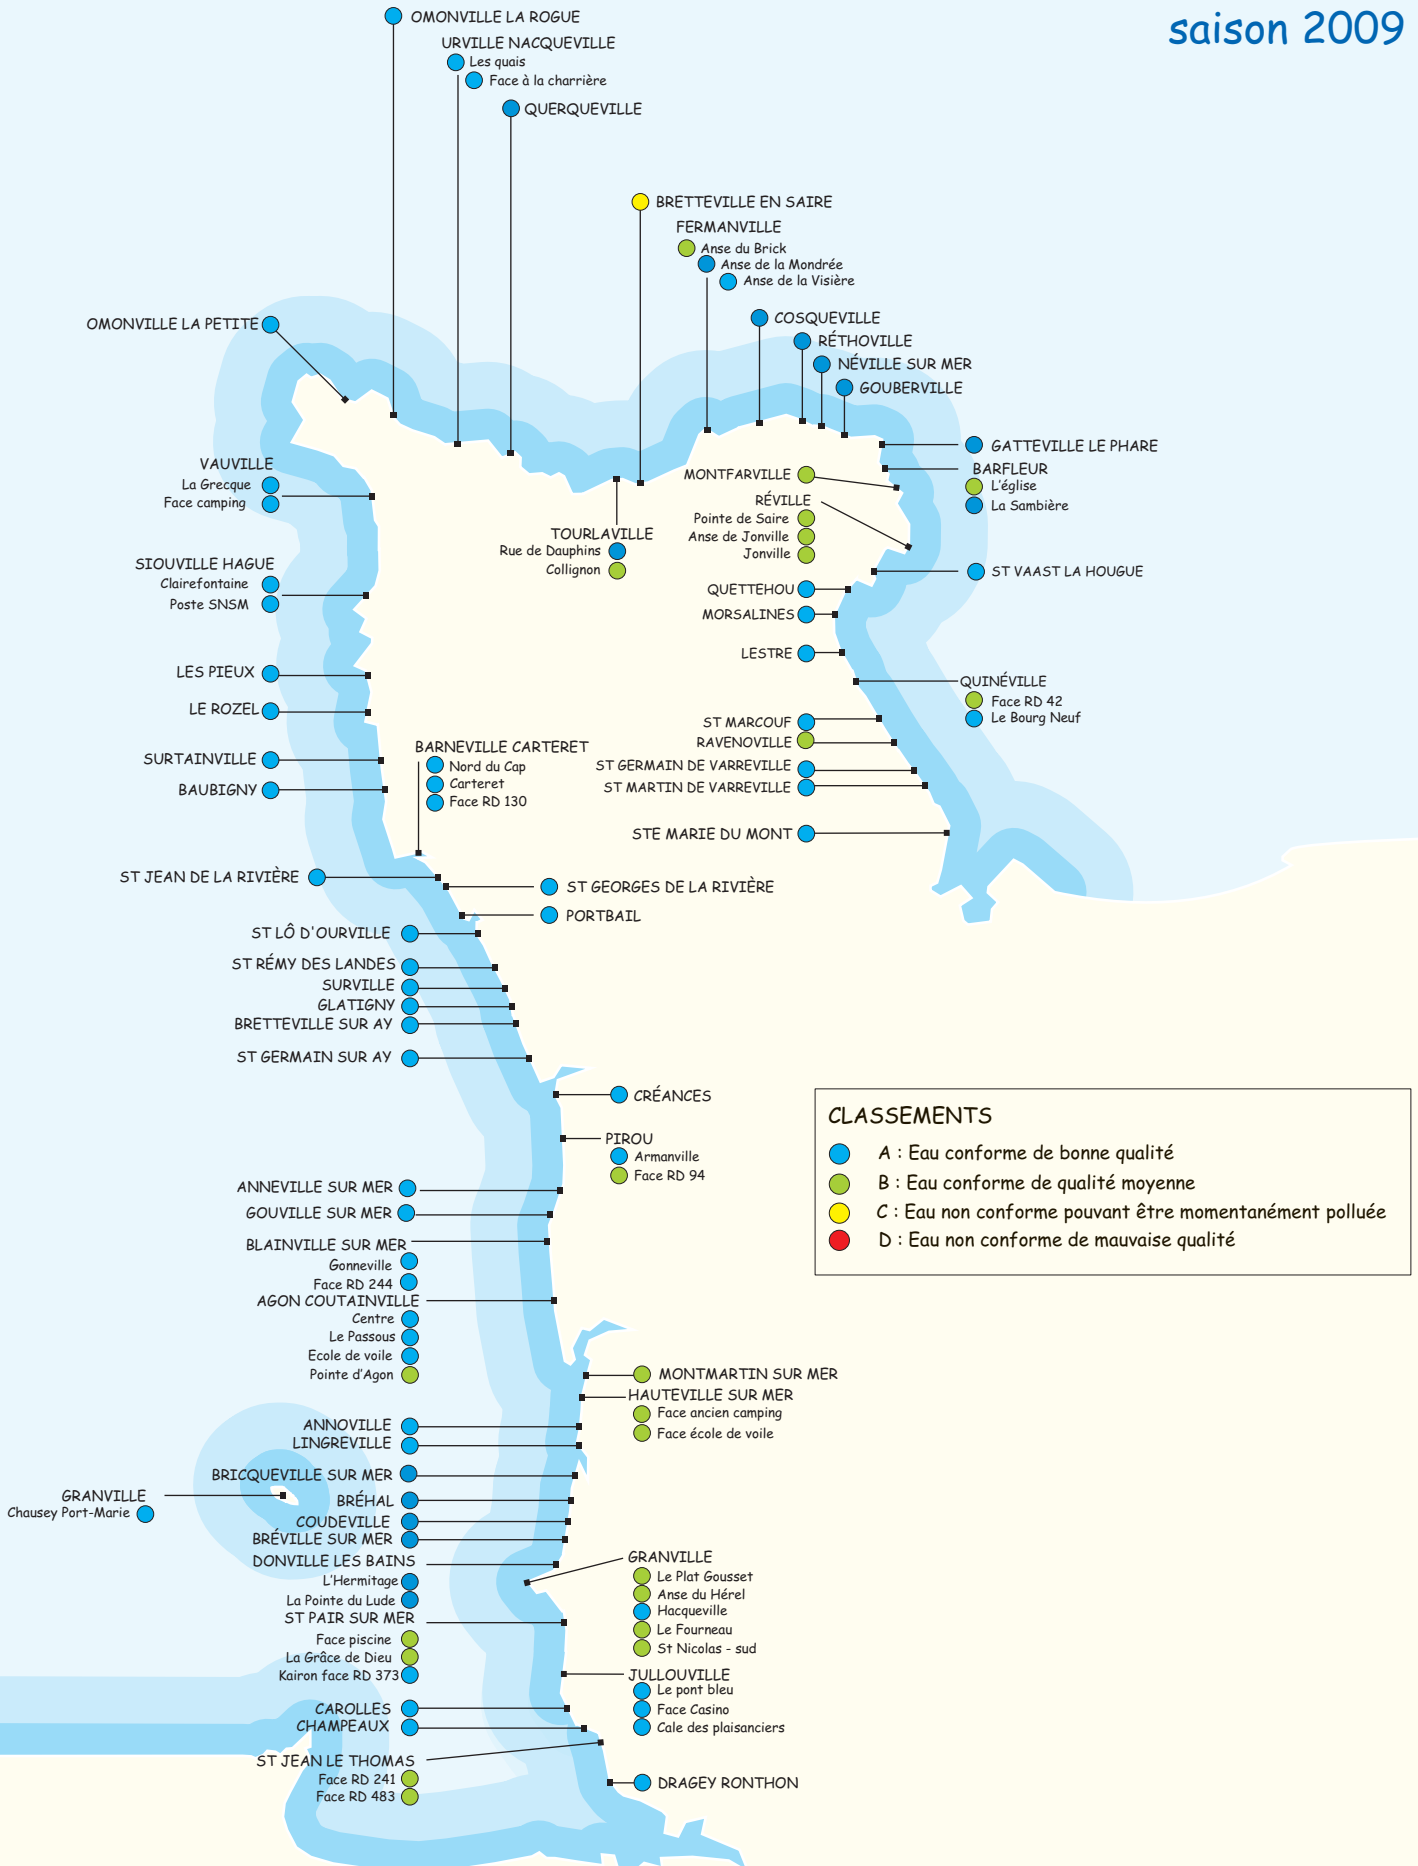 saison 2009
OMONVILLE LA ROGUE
URVILLE NACQUEVILLE
Les quais
Face à la charrière
QUERQUEVILLE
BRETTEVILLE EN SAIRE
FERMANVILLE
Anse du Brick
Anse de la Mondrée
Anse de la Visière
COSQUEVILLE
OMONVILLE LA PETITE
RÉTHOVILLE
NÉVILLE SUR MER
GOUBERVILLE
GATTEVILLE LE PHARE
BARFLEUR
L'église
La Sambière
VAUVILLE
La Grecque
Face camping
MONTFARVILLE
RÉVILLE
Pointe de Saire
Anse de Jonville
Jonville
TOURLAVILLE
Rue de Dauphins
Collignon
SIOUVILLE HAGUE
Clairefontaine
Poste SNSM
ST VAAST LA HOUGUE
QUETTEHOU
MORSALINES
LESTRE
LES PIEUX
LE ROZEL
QUINÉVILLE
Face RD 42
Le Bourg Neuf
ST MARCOUF
RAVENOVILLE
SURTAINVILLE
BAUBIGNY
BARNEVILLE CARTERET
Nord du Cap
Carteret
Face RD 130
ST GERMAIN DE VARREVILLE
ST MARTIN DE VARREVILLE
STE MARIE DU MONT
ST JEAN DE LA RIVIÈRE
ST GEORGES DE LA RIVIÈRE
PORTBAIL
ST LÔ D'OURVILLE
ST RÉMY DES LANDES
SURVILLE
GLATIGNY
BRETTEVILLE SUR AY
ST GERMAIN SUR AY
CRÉANCES
PIROU
Armanville
Face RD 94
CLASSEMENTS
A : Eau conforme de bonne qualité
B : Eau conforme de qualité moyenne
C : Eau non conforme pouvant être momentanément polluée
D : Eau non conforme de mauvaise qualité
ANNEVILLE SUR MER
GOUVILLE SUR MER
BLAINVILLE SUR MER
Gonneville
Face RD 244
AGON COUTAINVILLE
Centre
Le Passous
Ecole de voile
Pointe d'Agon
MONTMARTIN SUR MER
HAUTEVILLE SUR MER
Face ancien camping
Face école de voile
ANNOVILLE
LINGREVILLE
BRICQUEVILLE SUR MER
GRANVILLE
Chausey Port-Marie
BRÉHAL
COUDEVILLE
BRÉVILLE SUR MER
DONVILLE LES BAINS
L'Hermitage
La Pointe du Lude
GRANVILLE
Le Plat Gousset
Anse du Hérel
Hacqueville
Le Fourneau
St Nicolas - sud
ST PAIR SUR MER
Face piscine
La Grâce de Dieu
Kairon face RD 373
JULLOUVILLE
Le pont bleu
Face Casino
Cale des plaisanciers
CAROLLES
CHAMPEAUX
ST JEAN LE THOMAS
Face RD 241
Face RD 483
DRAGEY RONTHON